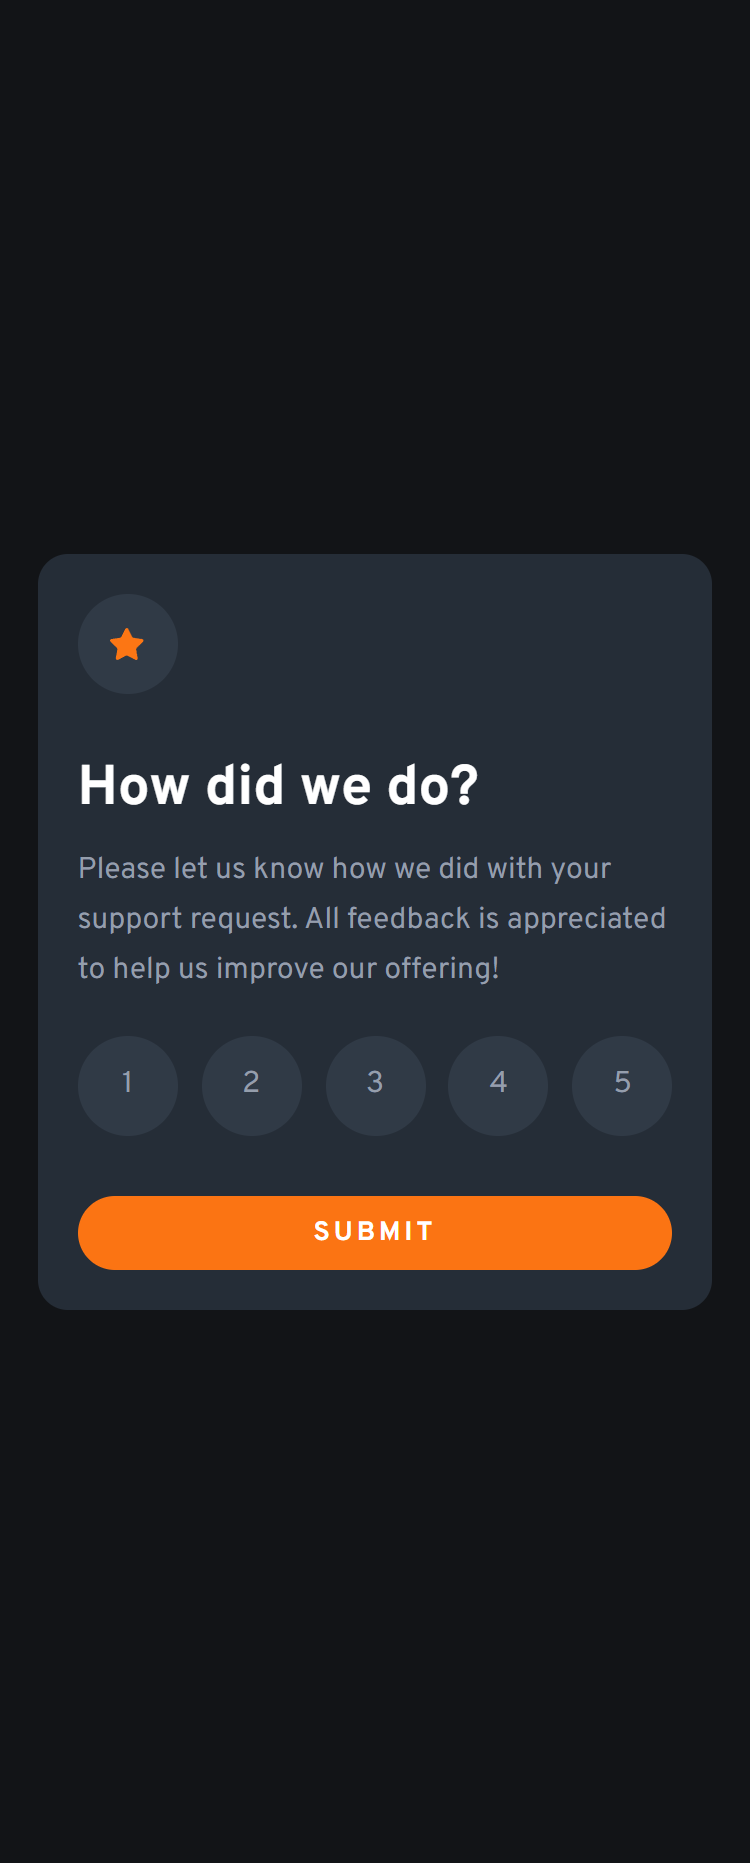 How did we do?
Please let us know how we did with your
support request. All feedback is appreciated
to help us improve our offering!
1 2 3 4 5
SUBMIT